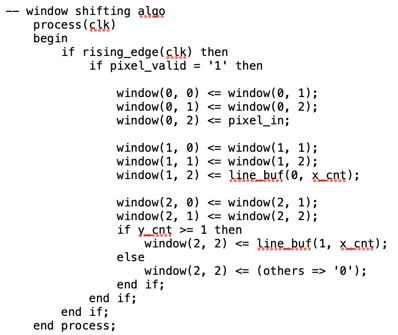 -- window shifting algo
process(clk)
begin
if rising_edge(clk) then
if pixel_valid = '1' then
window(0, 0) <= window(0, 1);
window(0, 1) <= window(0, 2);
window(0, 2) <= pixel_in;
window(1, 0) <= window(1, 1);
window(1, 1) <= window(1, 2);
window(1, 2) <= line_buf(0, x_cnt);
window(2, 0) <= window(2, 1);
window(2, 1) <= window(2, 2);
if y_cnt >= 1 then
window(2, 2) <= line_buf(1, x_cnt);
else
window(2, 2) <= (others => '0');
end if;
end if;
end if;
end process;